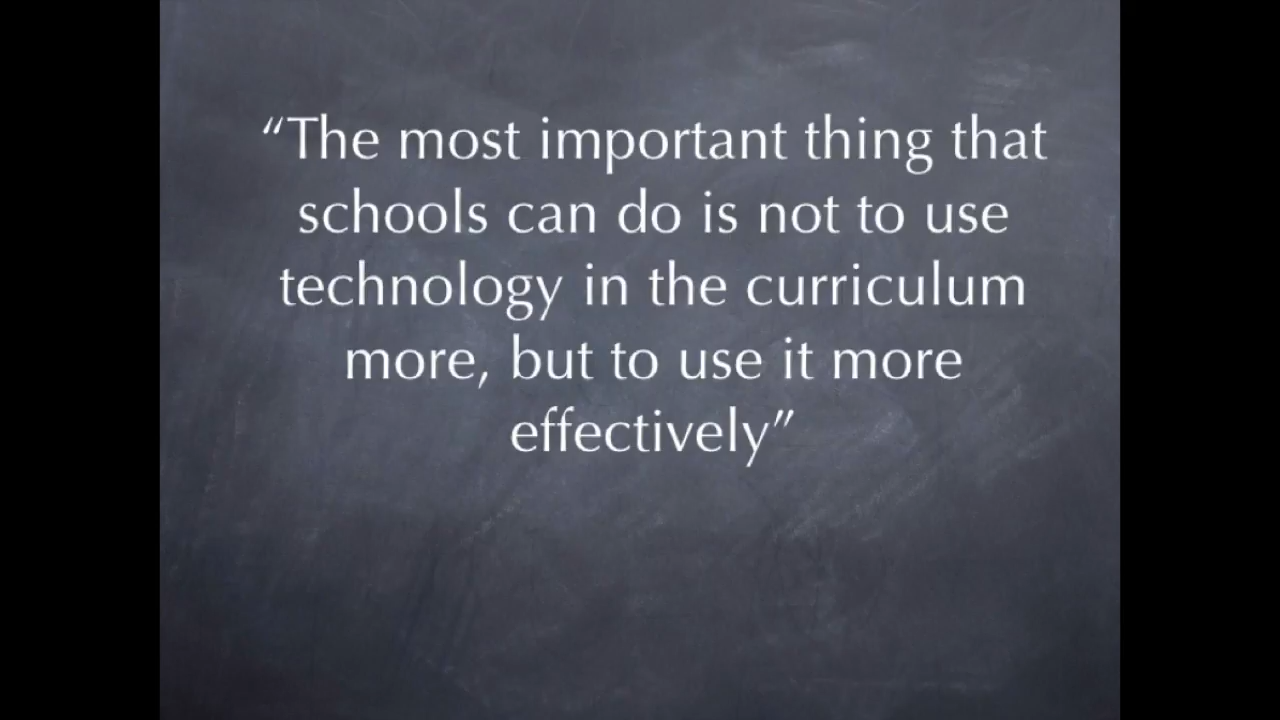 “The most important thing that
schools can do is not to use
technology in the curriculum
more, but to use it more
effectively”